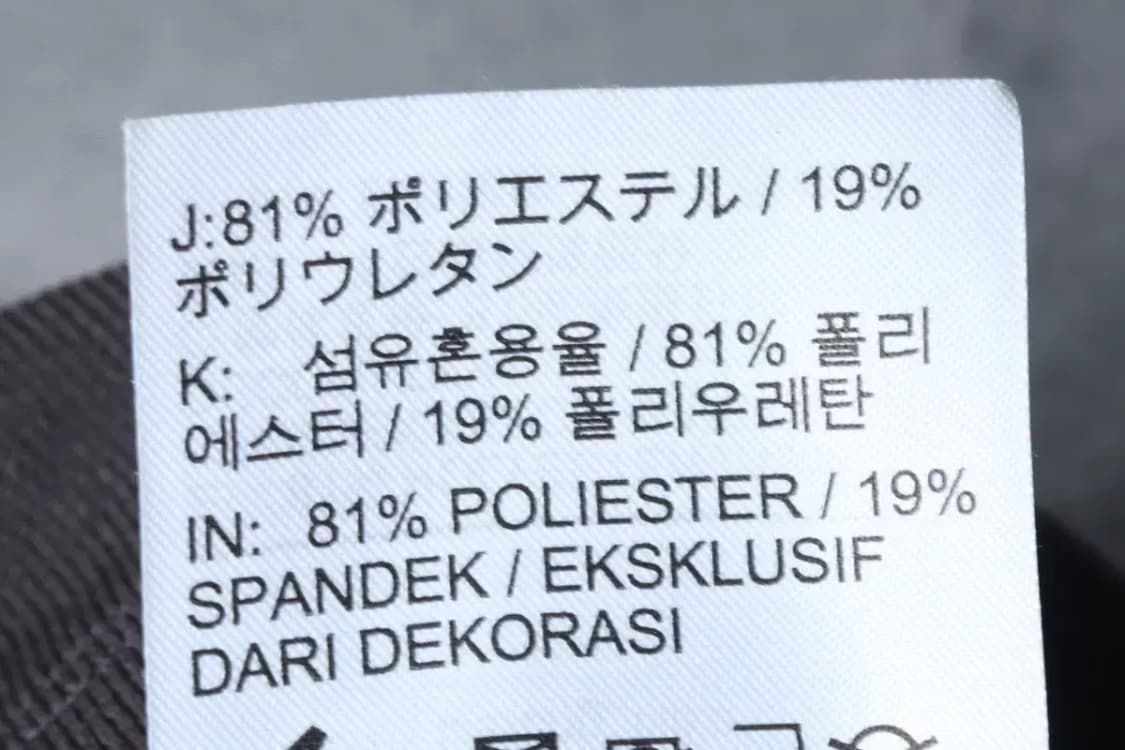 J:81% ポリエステル / 19%
ポリウレタン
K: 섬유혼용율 / 81% 폴리
에스터 / 19% 폴리우레탄
IN: 81% POLIESTER / 19%
SPANDEK / EKSKLUSIF
DARI DEKORASI